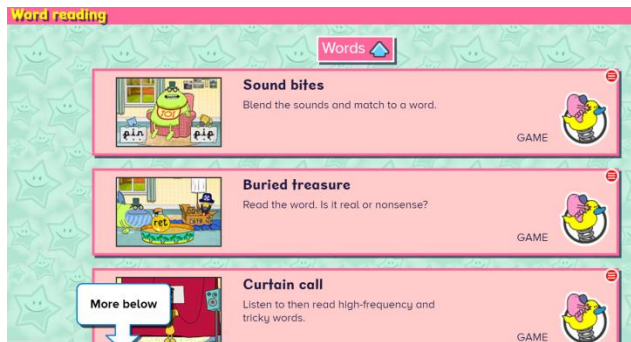 Word reading
Words
Sound bites
Blend the sounds and match to a word.
pin
pip
GAME
Buried treasure
Read the word. Is it real or nonsense?
ret
GAME
Curtain call
Listen to then read high-frequency and
tricky words.
More below
GAME